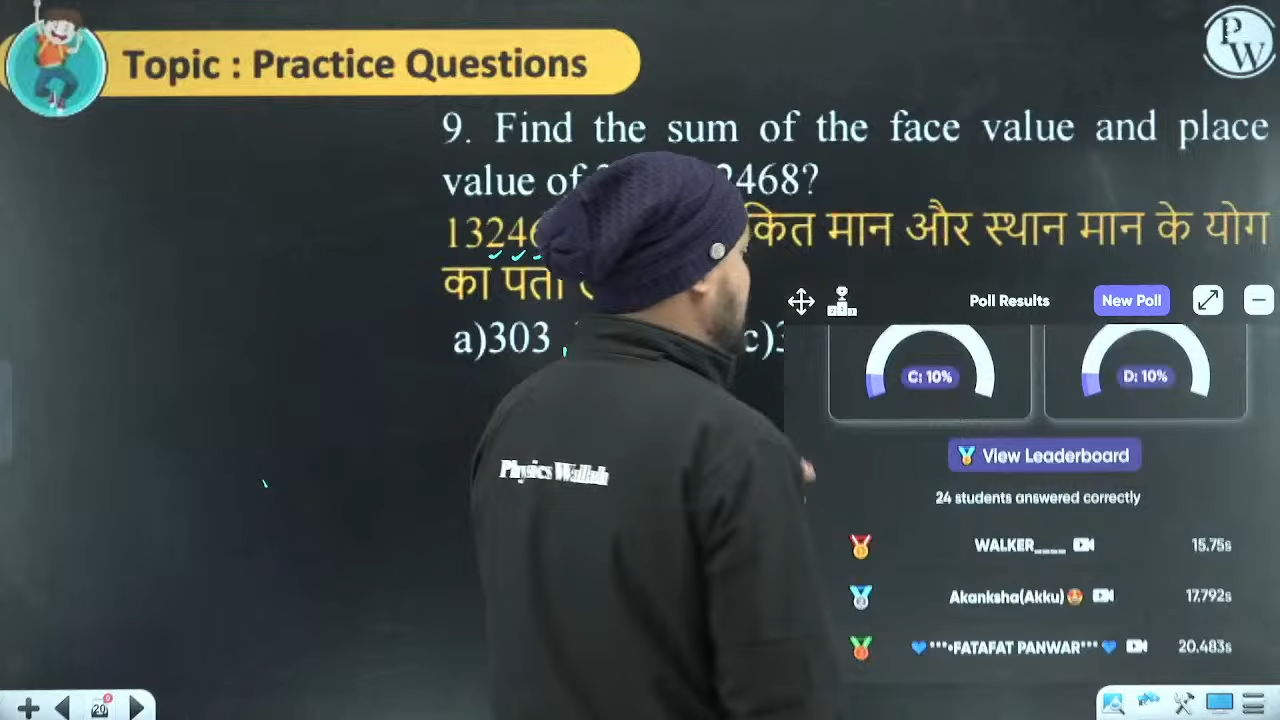 Topic : Practice Questions
PW
9. Find the sum of the face value and place
value of 2468?
1324 कित मान और स्थान मान के योग
का पता
a)303 c)
Poll Results New Poll
C: 10% D: 10%
View Leaderboard
24 students answered correctly
WALKER____ 15.75s
Akanksha(Akku) 17.792s
***•FATAFAT PANWAR*** 20.483s
Physics Wallah
20